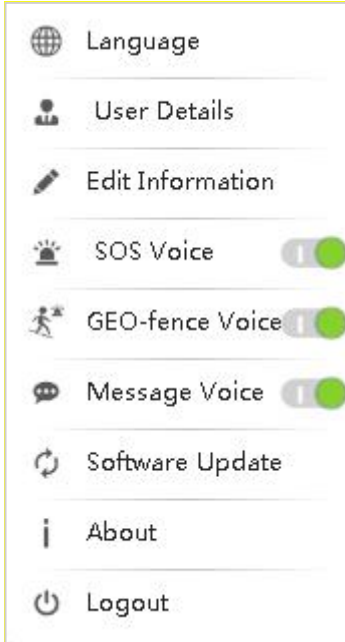 Language
User Details
Edit Information
SOS Voice
GEO-fence Voice
Message Voice
Software Update
About
Logout